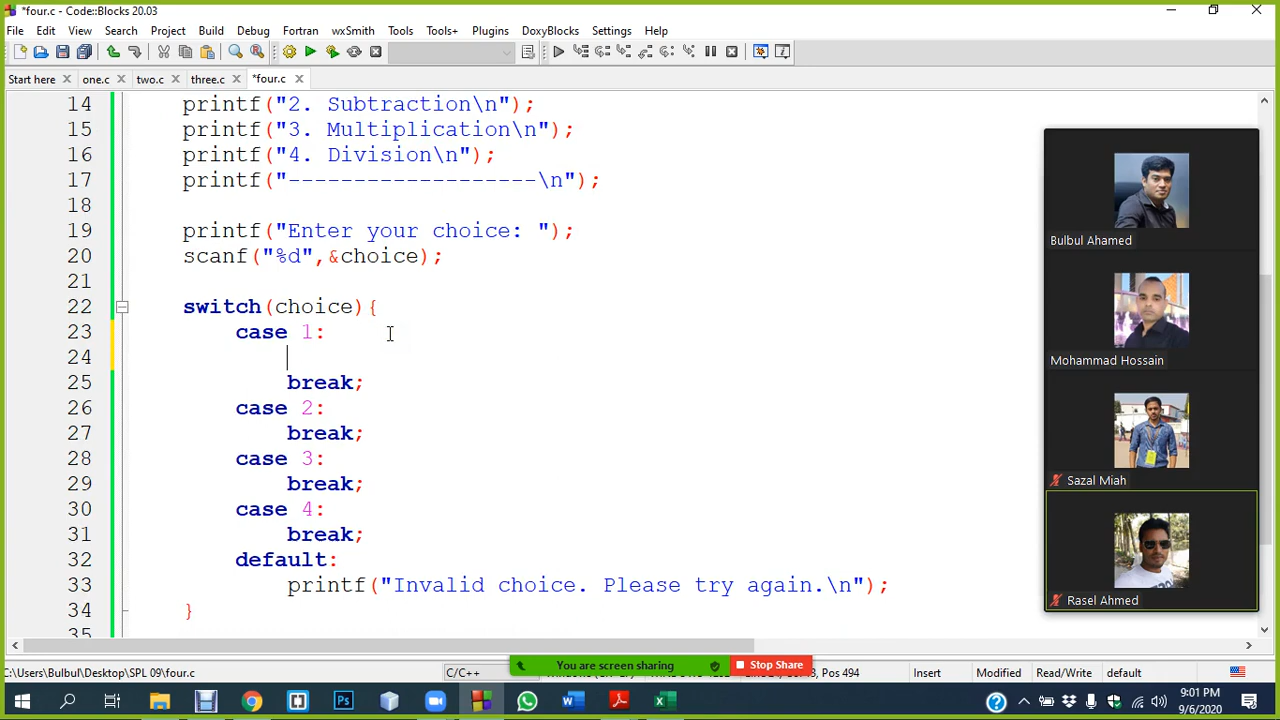 *four.c - Code::Blocks 20.03
File Edit View Search Project Build Debug Fortran wxSmith Tools Tools+ Plugins DoxyBlocks Settings Help
Start here one.c two.c three.c *four.c
14 printf("2. Subtraction\n");
15 printf("3. Multiplication\n");
16 printf("4. Division\n");
17 printf("-------------------\n");
18
19 printf("Enter your choice: ");
20 scanf("%d",&choice);
21
22 switch(choice){
23 case 1:
24
25 break;
26 case 2:
27 break;
28 case 3:
29 break;
30 case 4:
31 break;
32 default:
33 printf("Invalid choice. Please try again.\n");
34 }
35
Bulbul Ahamed
Mohammad Hossain
Sazal Miah
Rasel Ahmed
C:\Users\Bulbul\Desktop\SPL 09\four.c C/C++ Pos 494 Insert Modified Read/Write default
You are screen sharing Stop Share
9:01 PM
9/6/2020